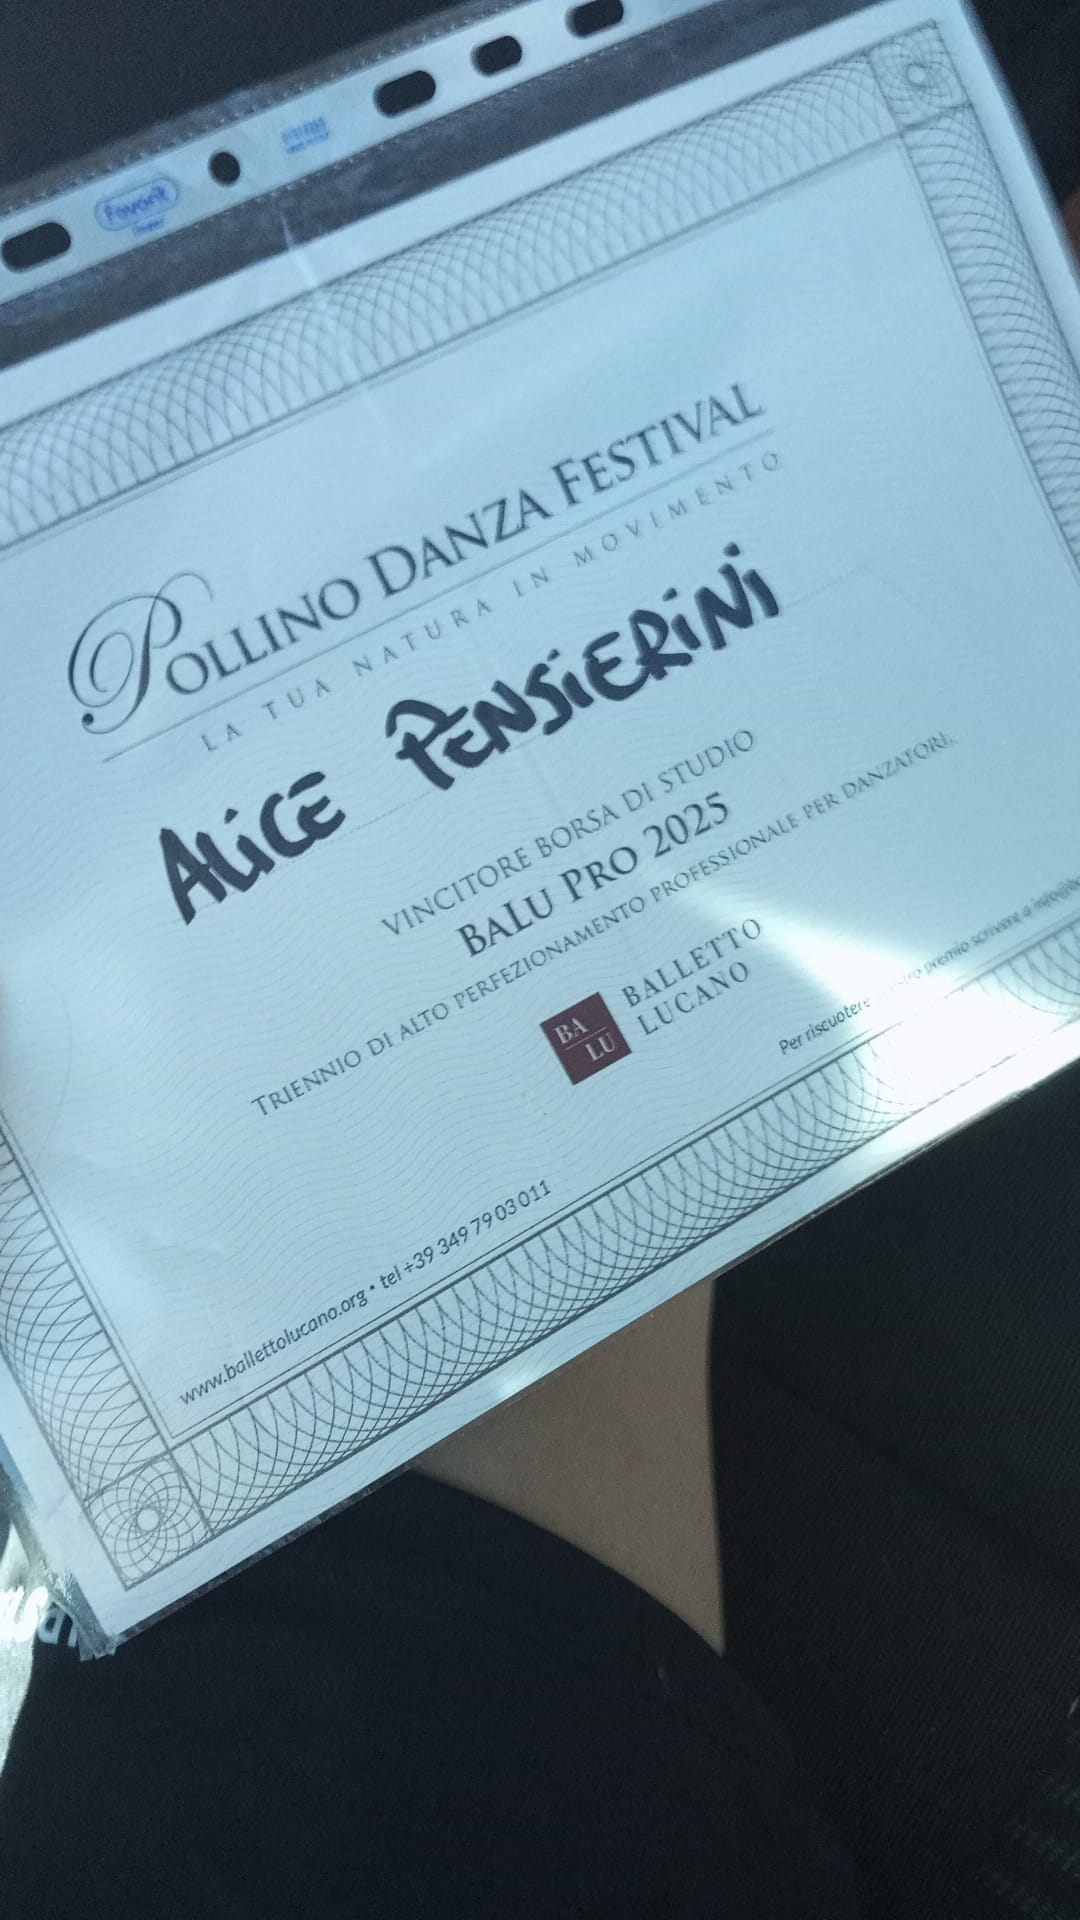 Favorit
POLLINO DANZA FESTIVAL
LA TUA NATURA IN MOVIMENTO
ALiCE PENSiERiNi
VINCITORE BORSA DI STUDIO
BALU PRO 2025
TRIENNIO DI ALTO PERFEZIONAMENTO PROFESSIONALE PER DANZATORI.
BA
LU
BALLETTO
LUCANO
Per riscuotere premio scrivere a
www.ballettolucano.org • tel +39 349 79 03 011